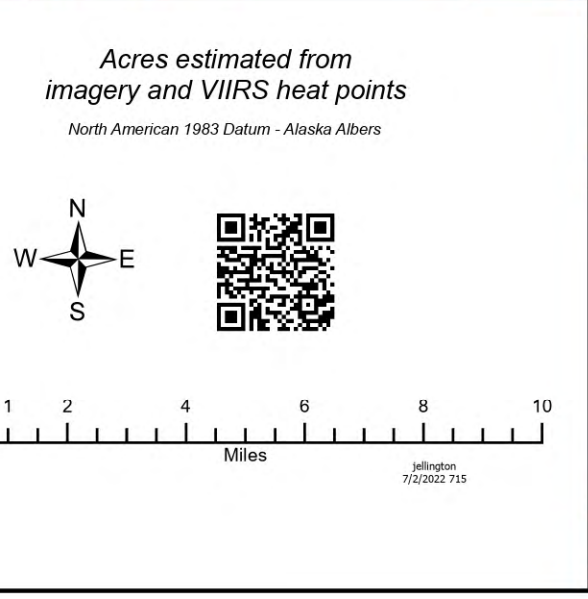 Acres estimated from
imagery and VIIRS heat points
North American 1983 Datum - Alaska Albers
N
W E
S
1 2 4 6 8 10
Miles
jellington
7/2/2022 715